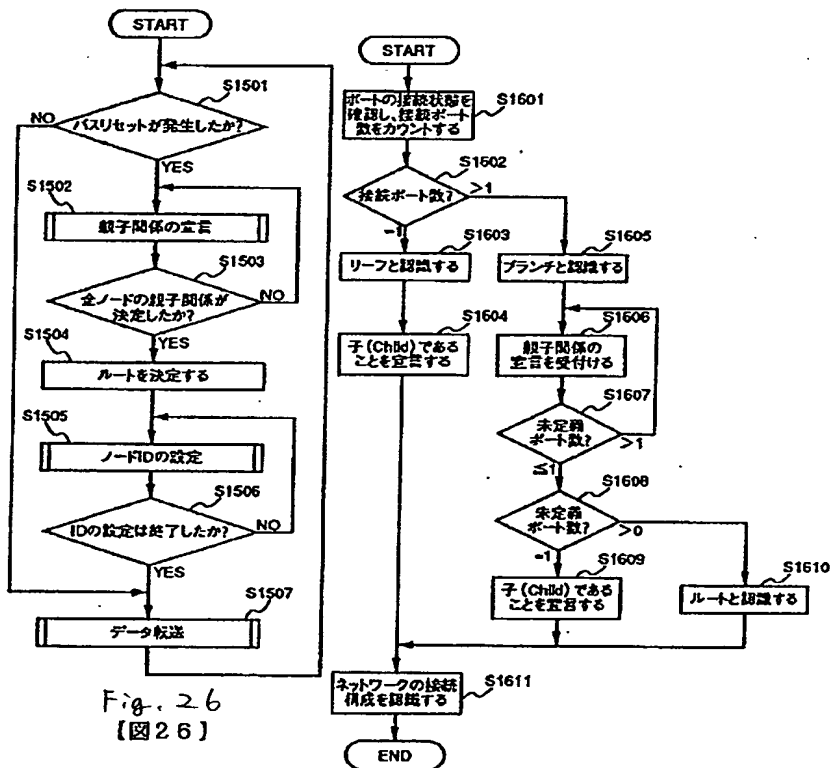 START
S1501
バスリセットが発生したか?
NO
YES
S1502
親子関係の宣言
S1503
全ノードの親子関係が
決定したか?
NO
YES
S1504
ルートを決定する
S1505
ノードIDの設定
S1506
IDの設定は終了したか?
NO
YES
S1507
データ転送
Fig. 26
【図26】
START
ポートの接続状態を
確認し、接続ポート
数をカウントする
S1601
S1602
接続ポート数?
>1
=1
S1603
リーフと認識する
S1605
ブランチと認識する
S1604
子(Child)である
ことを宣言する
S1606
親子関係の
宣言を受付ける
S1607
未定義
ポート数?
>1
≦1
S1608
未定義
ポート数?
>0
=1
S1609
子(Child)である
ことを宣言する
S1610
ルートと認識する
ネットワークの接続
構成を認識する
S1611
END